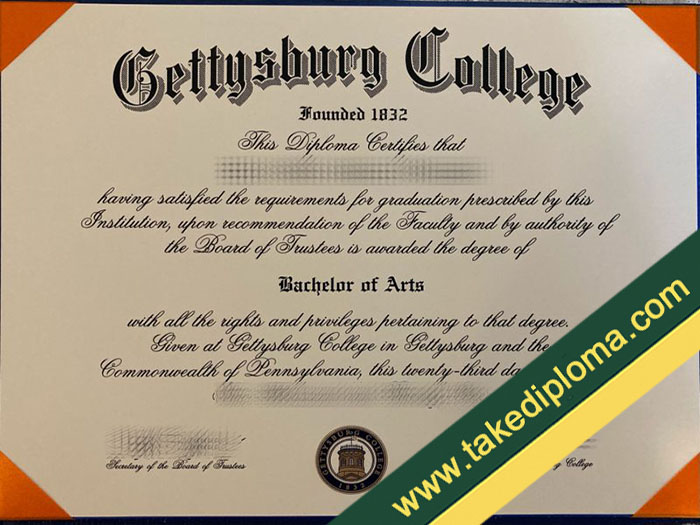 Gettysburg College
Founded 1832
This Diploma Certifies that
having satisfied the requirements for graduation prescribed by this
Institution, upon recommendation of the Faculty and by authority of
the Board of Trustees is awarded the degree of
Bachelor of Arts
with all the rights and privileges pertaining to that degree.
Given at Gettysburg College in Gettysburg and the
Commonwealth of Pennsylvania, this twenty-third
Secretary of the Board of Trustees
GETTYSBURG COLLEGE
1832
College
www.takediploma.com